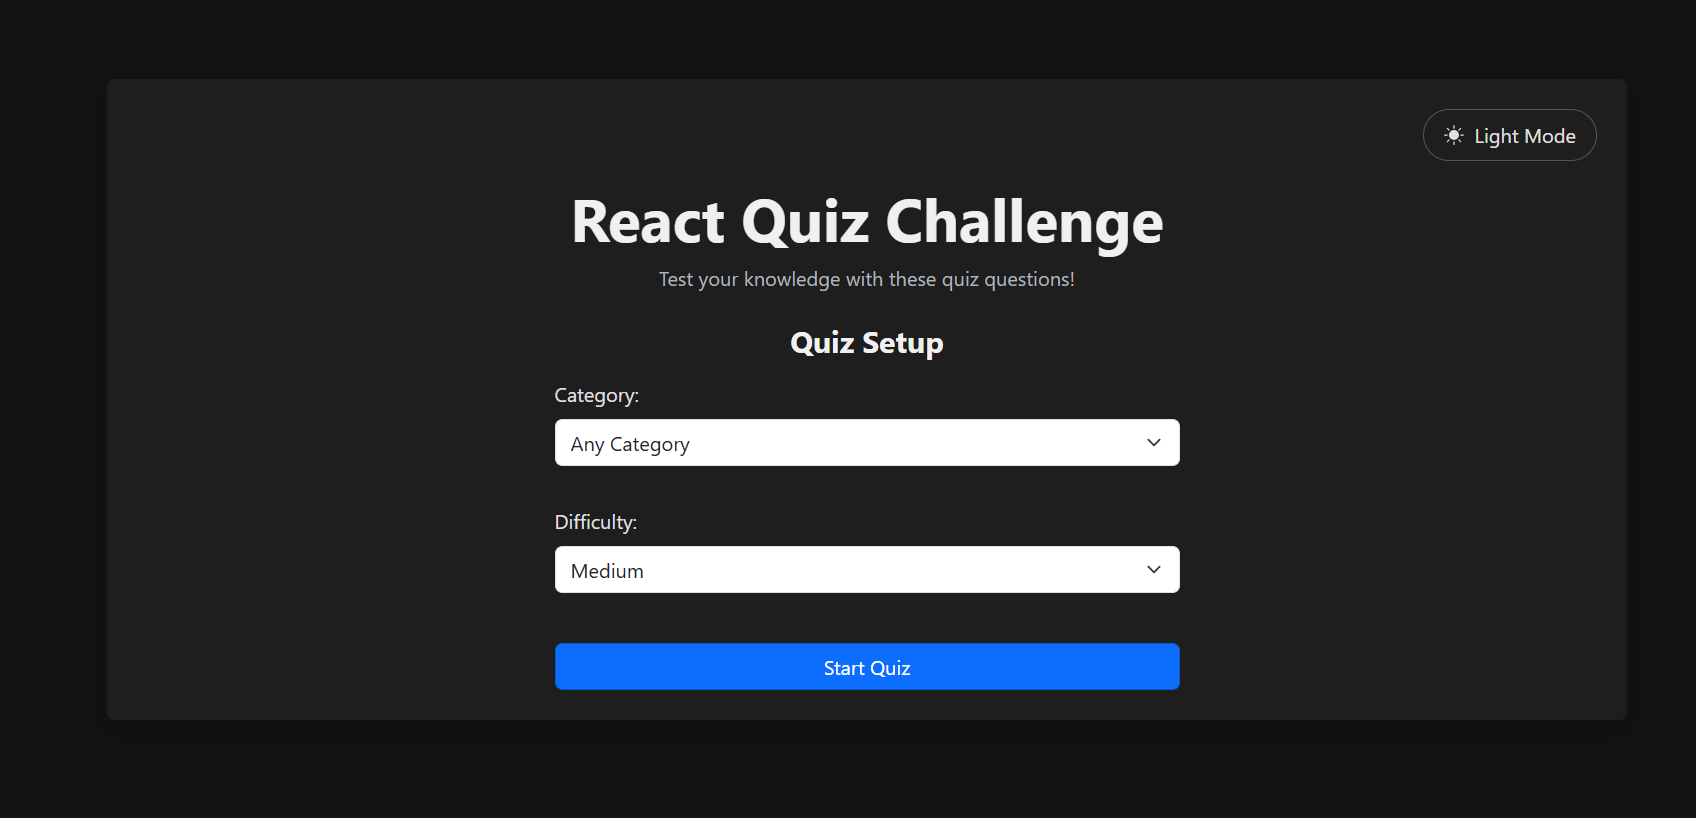 Light Mode
React Quiz Challenge
Test your knowledge with these quiz questions!
Quiz Setup
Category:
Any Category
Difficulty:
Medium
Start Quiz